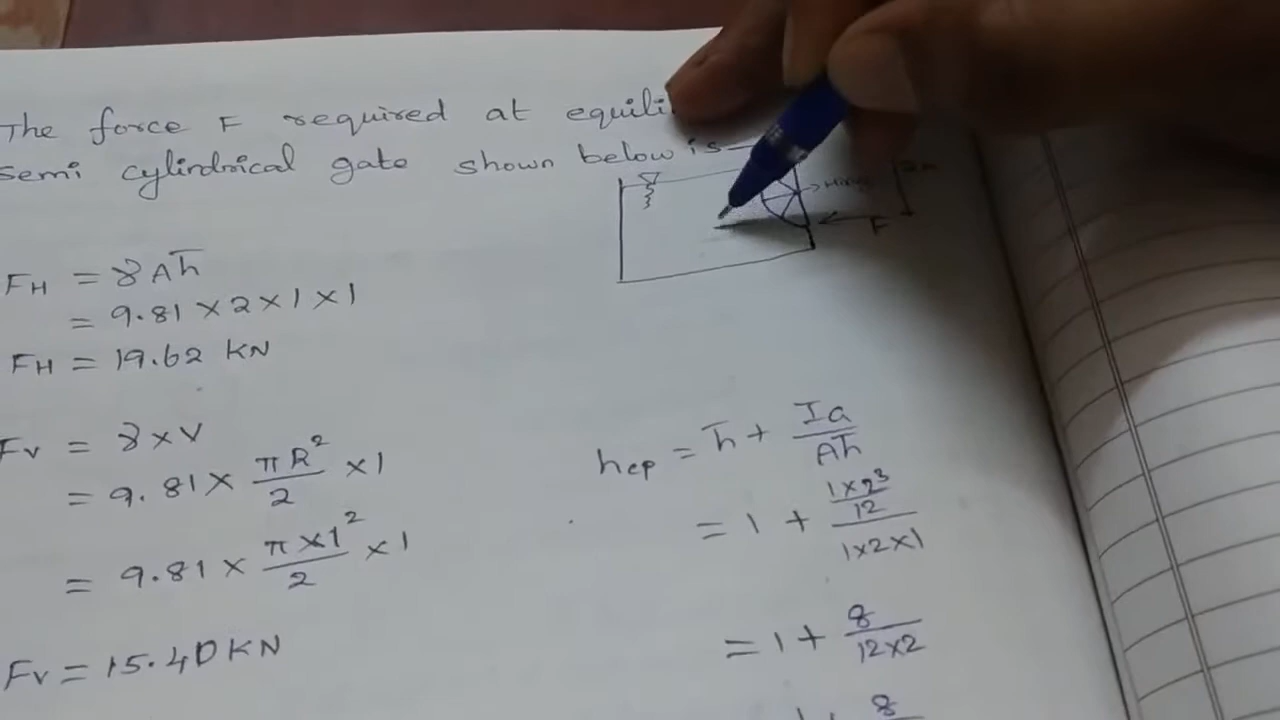 The force F required at
semi cylindrical gate shown below is
F
FH = γAh̄
= 9.81 × 2 × 1 × 1
FH = 19.62 KN
Fv = γ × V
= 9.81 × πR²/2 × 1
= 9.81 × π×1²/2 × 1
Fv = 15.40 KN
hcp = h̄ + IG/Ah̄
= 1 + (1×2³/12)/(1×2×1)
= 1 + 8/(12×2)
8